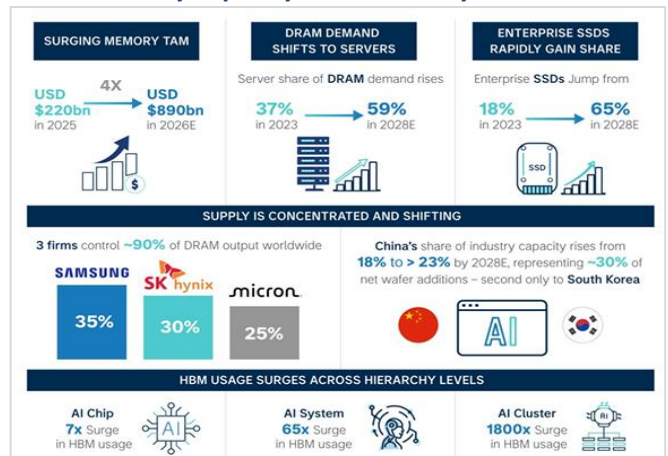 SURGING MEMORY TAM
4X
USD
$220bn
in 2025
USD
$890bn
in 2026E
$
DRAM DEMAND
SHIFTS TO SERVERS
Server share of DRAM demand rises
37%
in 2023
59%
in 2028E
ENTERPRISE SSDS
RAPIDLY GAIN SHARE
Enterprise SSDs Jump from
18%
in 2023
65%
in 2028E
SSD
SUPPLY IS CONCENTRATED AND SHIFTING
3 firms control ~90% of DRAM output worldwide
SAMSUNG
35%
SK hynix
30%
micron
25%
China's share of industry capacity rises from
18% to > 23% by 2028E, representing ~30% of
net wafer additions – second only to South Korea
AI
HBM USAGE SURGES ACROSS HIERARCHY LEVELS
AI Chip
7x Surge
in HBM usage
AI
AI System
65x Surge
in HBM usage
AI Cluster
1800x Surge
in HBM usage
AI